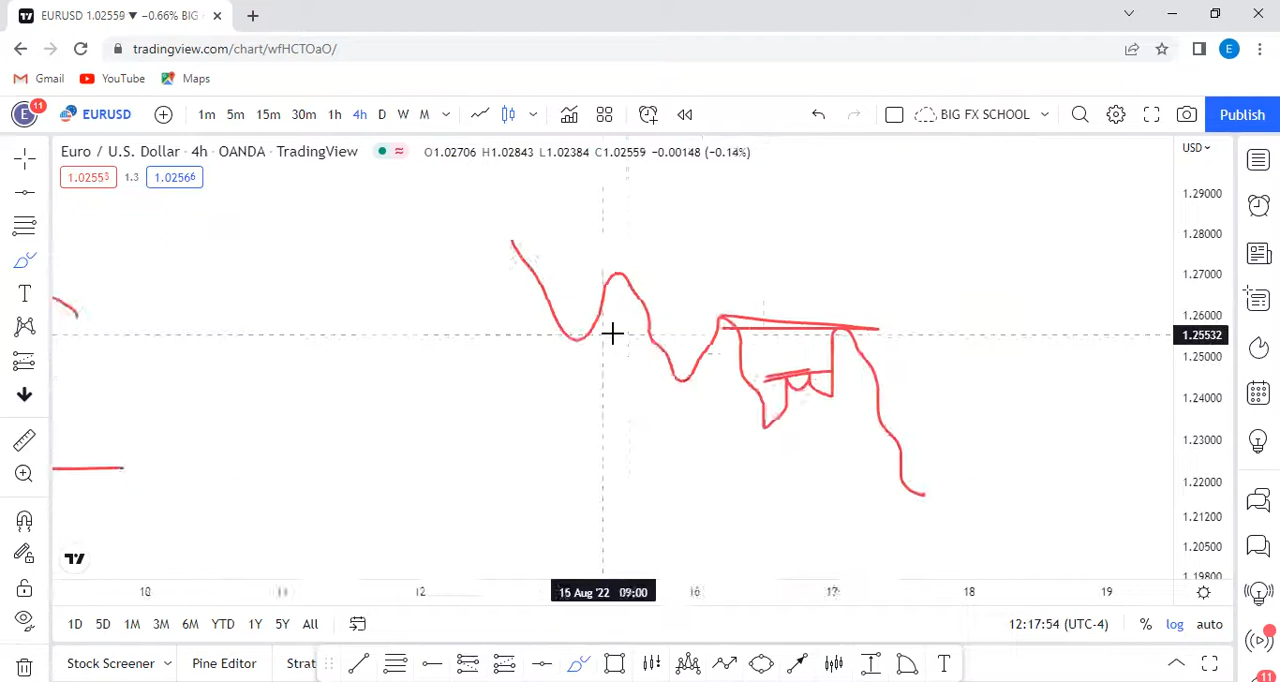 EURUSD 1.02559 ▼ −0.66% BIG
tradingview.com/chart/wfHCTOaO/
E
Gmail YouTube Maps
E 11 EURUSD 1m 5m 15m 30m 1h 4h D W M BIG FX SCHOOL Publish
Euro / U.S. Dollar · 4h · OANDA · TradingView O1.02706 H1.02843 L1.02384 C1.02559 −0.00148 (−0.14%) USD
1.02553 1.3 1.02566
1.29000
1.28000
1.27000
1.26000
1.25532
1.25000
1.24000
1.23000
1.22000
1.21200
1.20500
1.19800
T
12 15 Aug '22 09:00 16 17 18 19
1D 5D 1M 3M 6M YTD 1Y 5Y All 12:17:54 (UTC-4) % log auto
Stock Screener Pine Editor Strat T
11